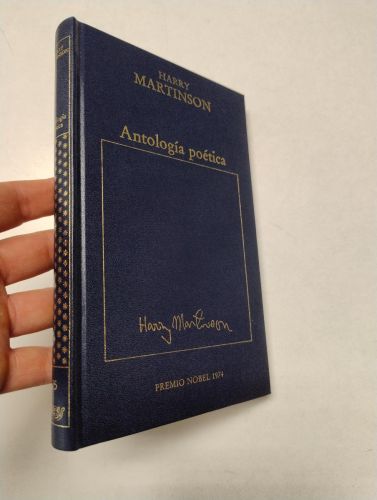 HARRY
MARTINSON
Antología poética
Harry Martinson
PREMIO NOBEL 1974